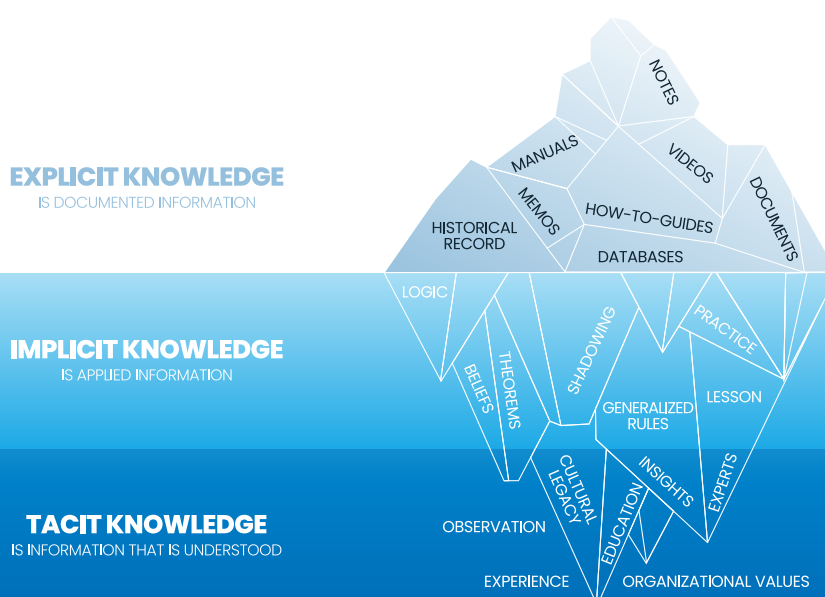 EXPLICIT KNOWLEDGE
IS DOCUMENTED INFORMATION
NOTES
MANUALS
VIDEOS
MEMOS
DOCUMENTS
HOW-TO-GUIDES
HISTORICAL
RECORD
DATABASES
IMPLICIT KNOWLEDGE
IS APPLIED INFORMATION
LOGIC
SHADOWING
PRACTICE
BELIEFS
THEOREMS
LESSON
GENERALIZED
RULES
TACIT KNOWLEDGE
IS INFORMATION THAT IS UNDERSTOOD
CULTURAL
LEGACY
INSIGHTS
EXPERTS
EDUCATION
OBSERVATION
EXPERIENCE
ORGANIZATIONAL VALUES